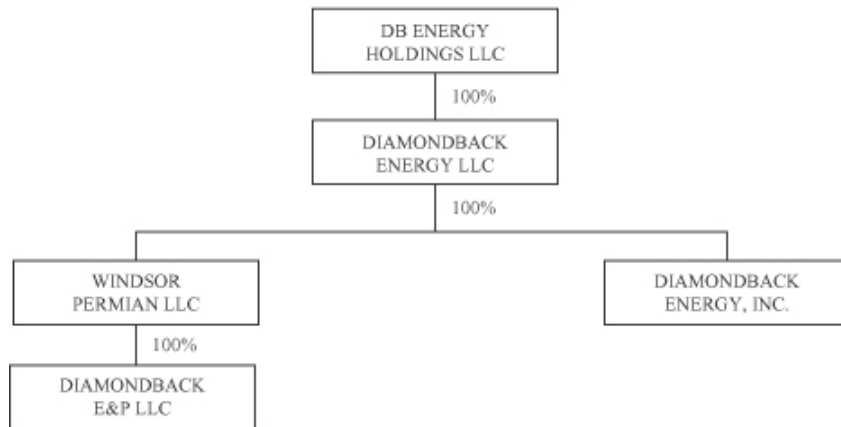 DB ENERGY
HOLDINGS LLC
100%
DIAMONDBACK
ENERGY LLC
100%
WINDSOR
PERMIAN LLC
DIAMONDBACK
ENERGY, INC.
100%
DIAMONDBACK
E&P LLC